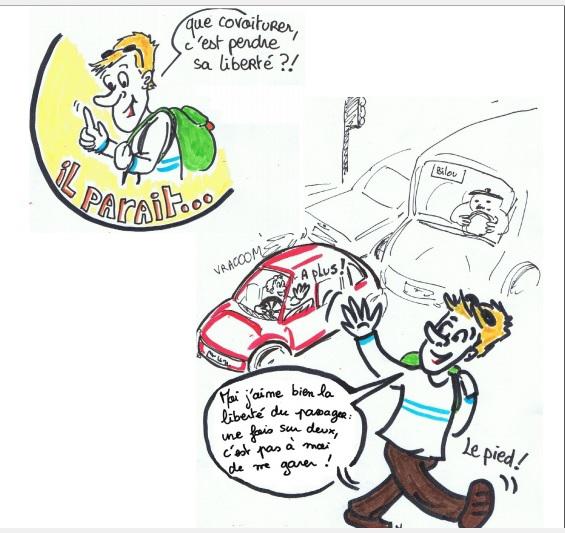 que covoiturer,
c'est perdre
sa liberté ?!
il parait...
Bilou
VRAOOOM
A plus!
Moi j'aime bien la
liberté du passager:
une fois sur deux,
c'est pas à moi
de me garer !
Le pied!